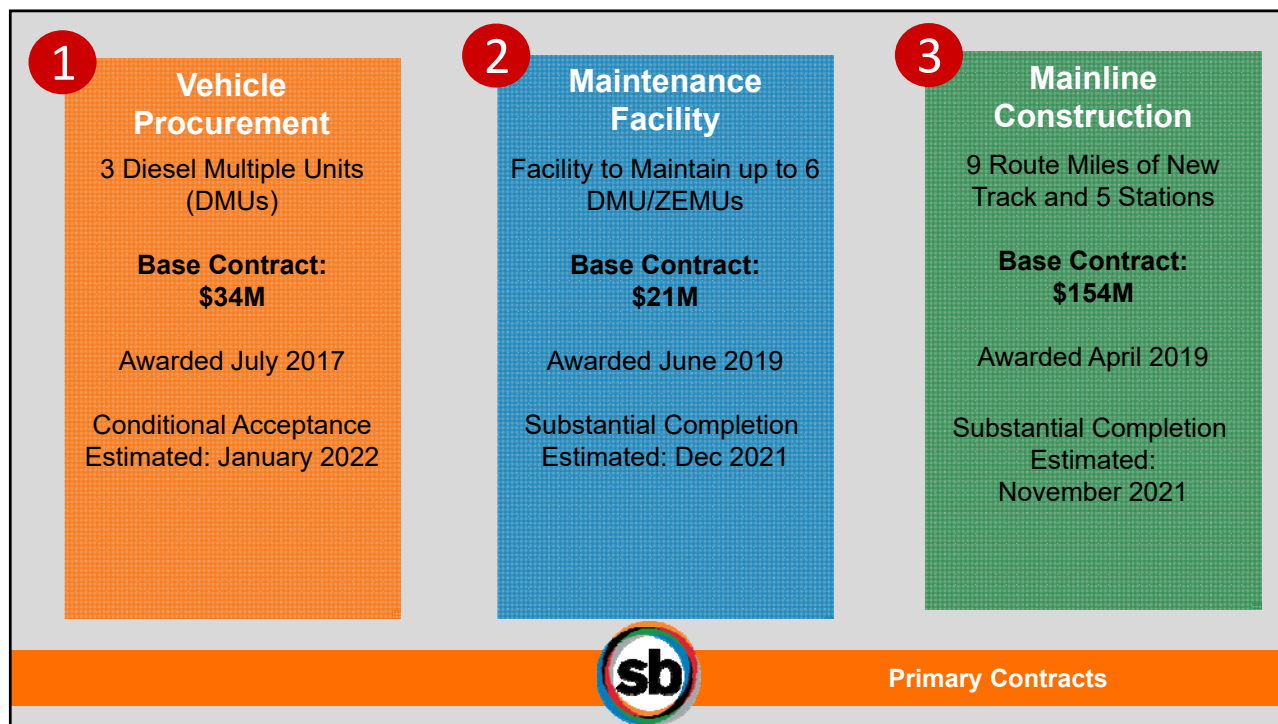 1
Vehicle
Procurement
3 Diesel Multiple Units
(DMUs)
Base Contract:
$34M
Awarded July 2017
Conditional Acceptance
Estimated: January 2022
2
Maintenance
Facility
Facility to Maintain up to 6
DMU/ZEMUs
Base Contract:
$21M
Awarded June 2019
Substantial Completion
Estimated: Dec 2021
3
Mainline
Construction
9 Route Miles of New
Track and 5 Stations
Base Contract:
$154M
Awarded April 2019
Substantial Completion
Estimated:
November 2021
sb
Primary Contracts